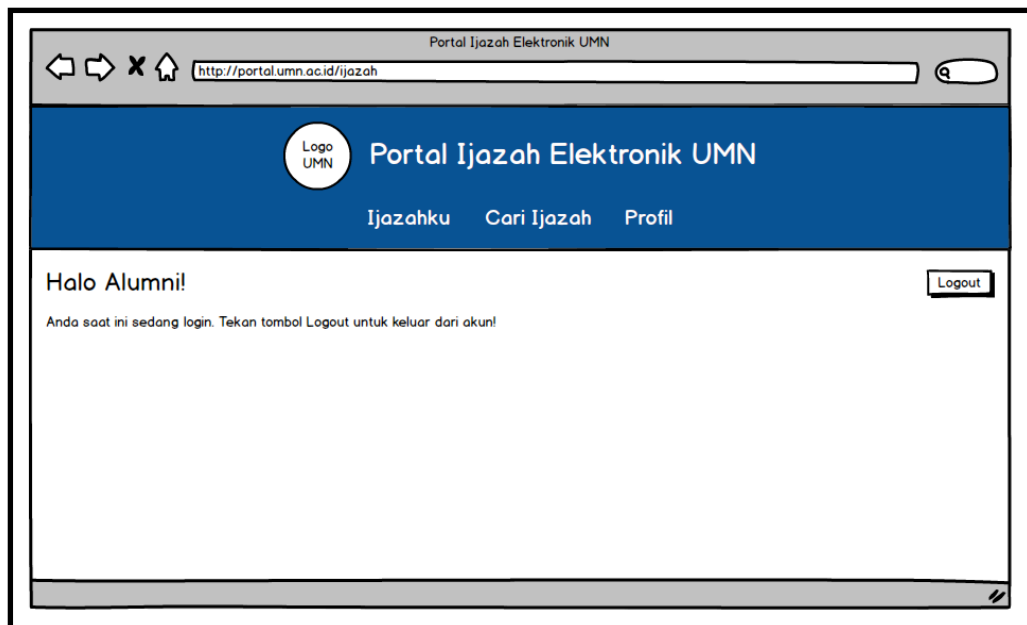 Portal Ijazah Elektronik UMN
http://portal.umn.ac.id/ijazah
Logo
UMN
Portal Ijazah Elektronik UMN
Ijazahku Cari Ijazah Profil
Halo Alumni!
Logout
Anda saat ini sedang login. Tekan tombol Logout untuk keluar dari akun!